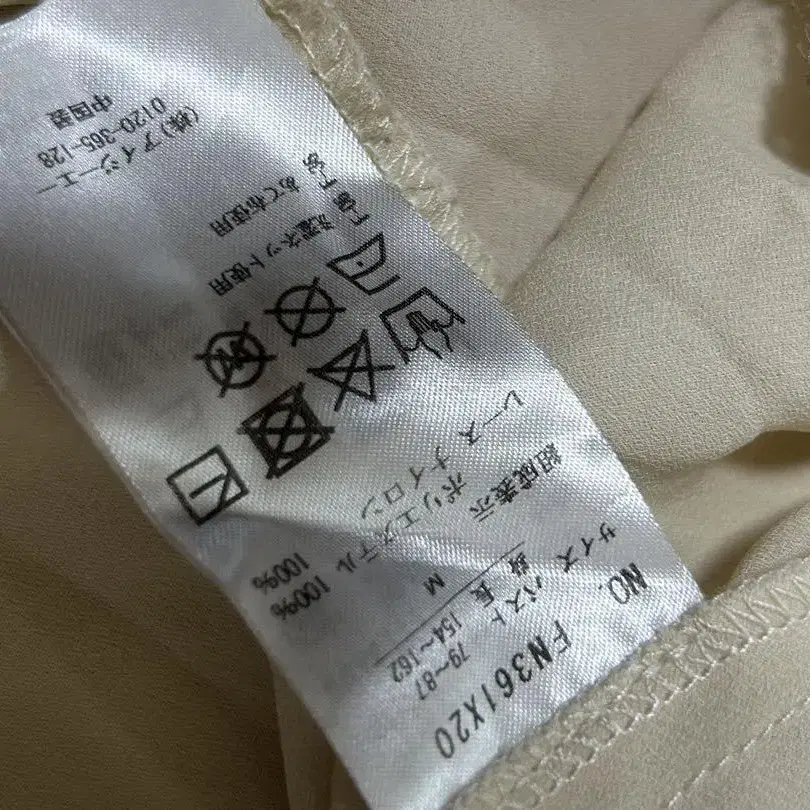 NO. FN361X20
サイズ バスト 79~87
身長 154~162
M
組成表示
ポリエステル 100%
レース ナイロン 100%
洗濯ネット使用
あて布使用
(株)アイジーエー
0120-365-128
中国製